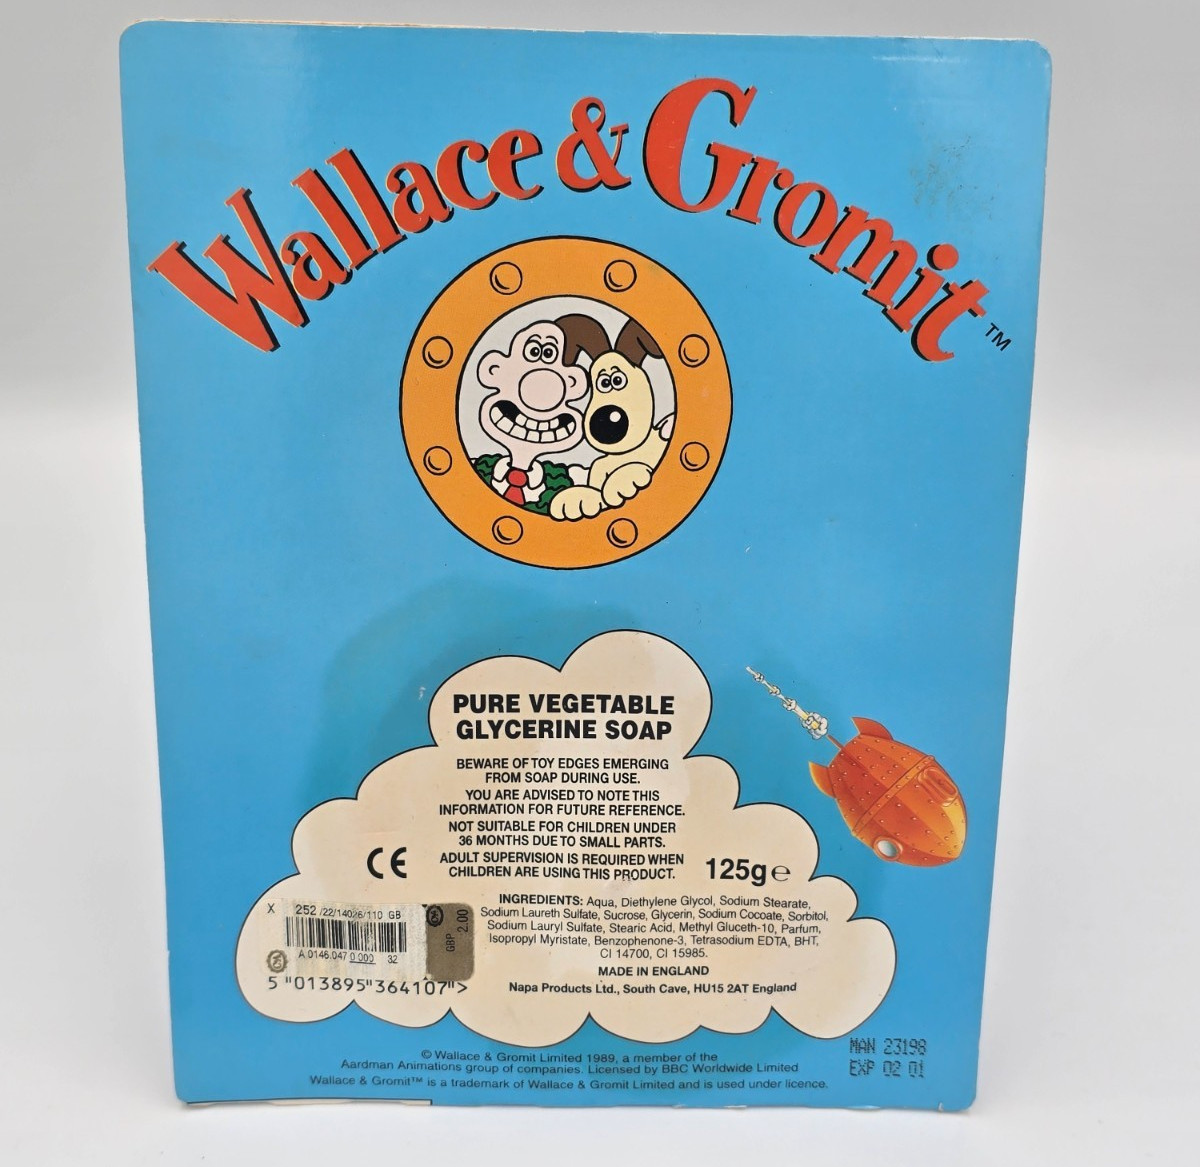 Wallace & Gromit™
PURE VEGETABLE
GLYCERINE SOAP
BEWARE OF TOY EDGES EMERGING
FROM SOAP DURING USE.
YOU ARE ADVISED TO NOTE THIS
INFORMATION FOR FUTURE REFERENCE.
NOT SUITABLE FOR CHILDREN UNDER
36 MONTHS DUE TO SMALL PARTS.
ADULT SUPERVISION IS REQUIRED WHEN
CHILDREN ARE USING THIS PRODUCT.
CE
125g e
INGREDIENTS: Aqua, Diethylene Glycol, Sodium Stearate,
Sodium Laureth Sulfate, Sucrose, Glycerin, Sodium Cocoate, Sorbitol,
Sodium Lauryl Sulfate, Stearic Acid, Methyl Gluceth-10, Parfum,
Isopropyl Myristate, Benzophenone-3, Tetrasodium EDTA, BHT,
CI 14700, CI 15985.
MADE IN ENGLAND
Napa Products Ltd., South Cave, HU15 2AT England
X 252 /22/14026/110 GB
A 0146.047 0 000 32
GBP 2.00
5 "013895"364107">
© Wallace & Gromit Limited 1989, a member of the
Aardman Animations group of companies. Licensed by BBC Worldwide Limited
Wallace & Gromit™ is a trademark of Wallace & Gromit Limited and is used under licence.
MAN 23198
EXP 02 01